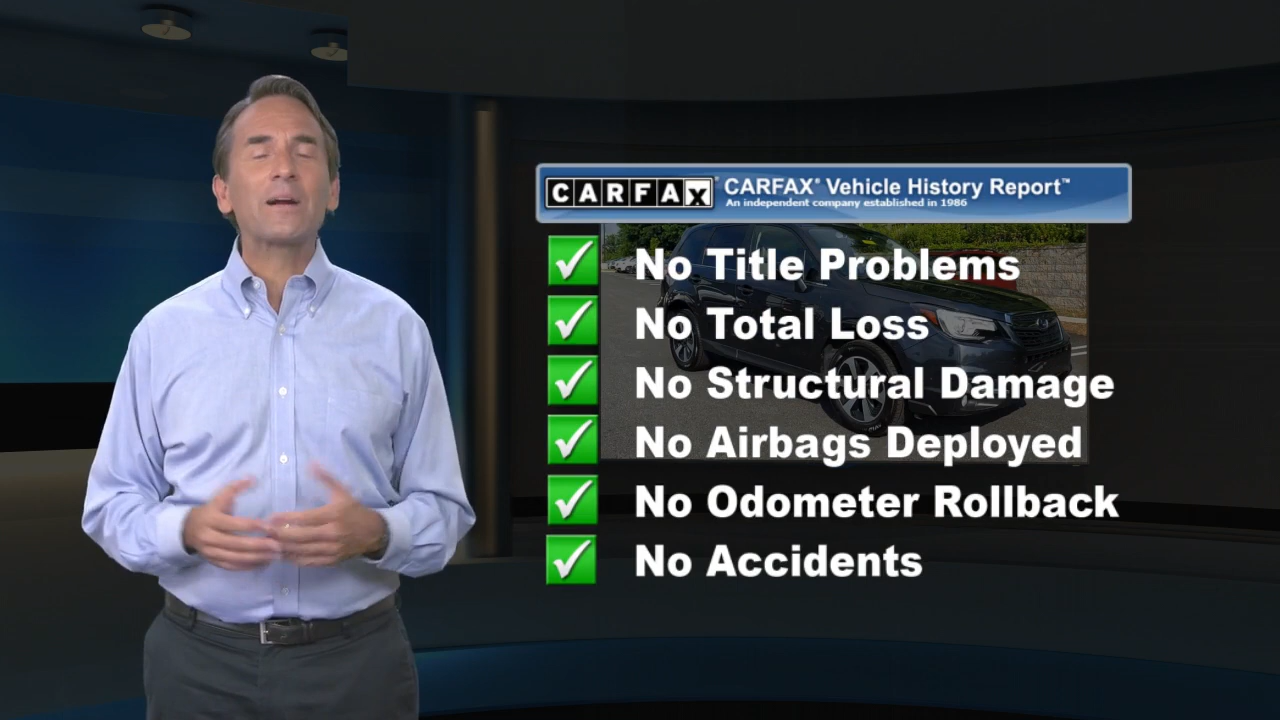 CARFAX® CARFAX® Vehicle History Report™
An independent company established in 1986
No Title Problems
No Total Loss
No Structural Damage
No Airbags Deployed
No Odometer Rollback
No Accidents